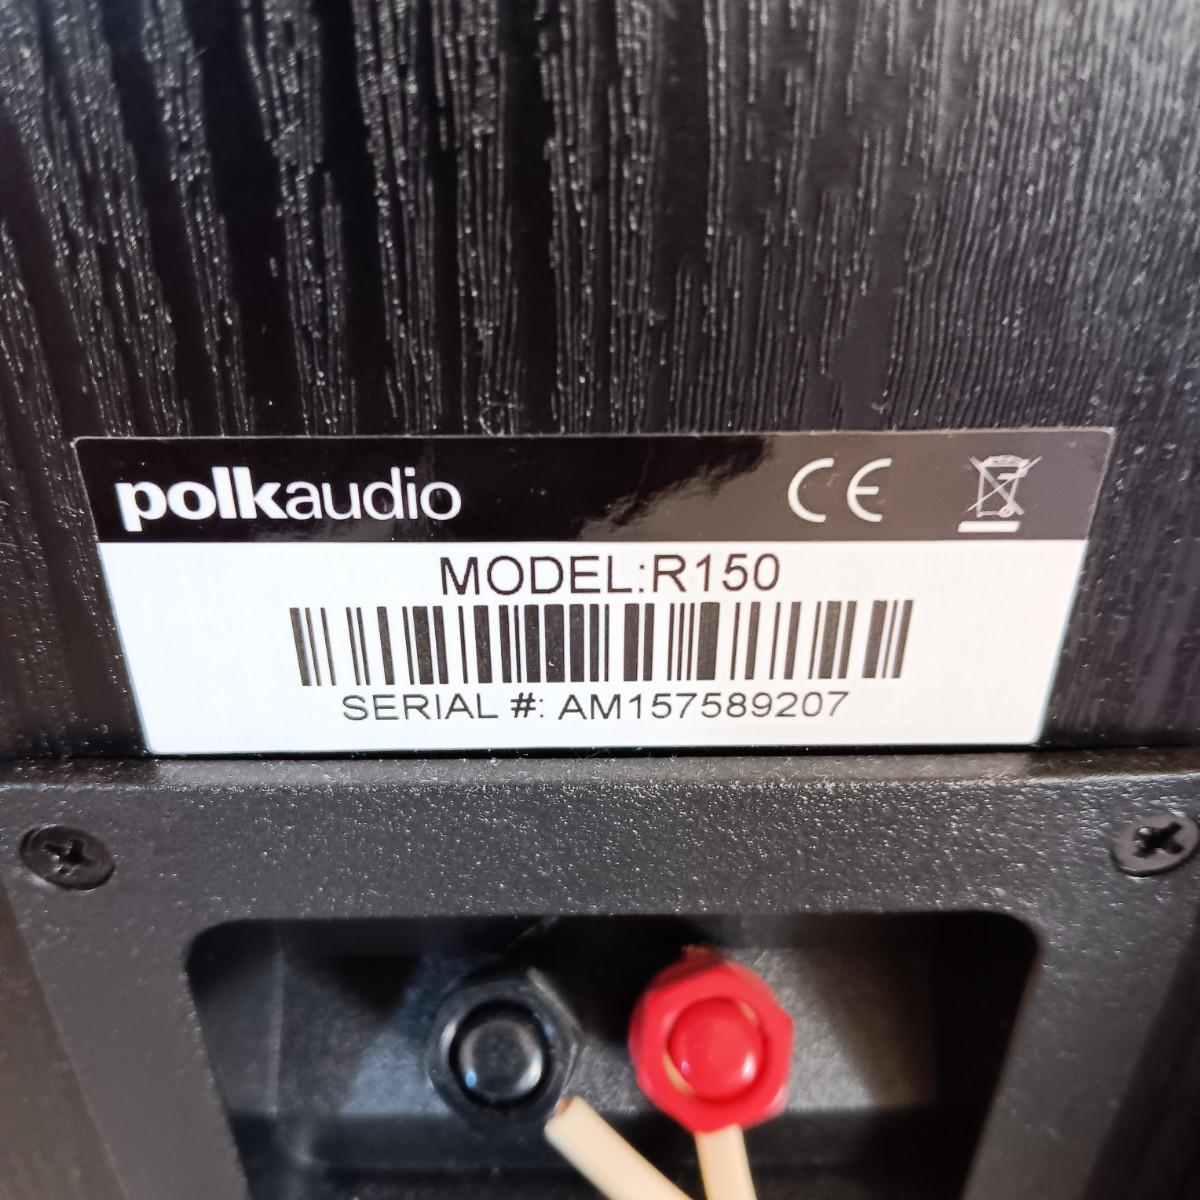 polkaudio CE
MODEL:R150
SERIAL #: AM157589207